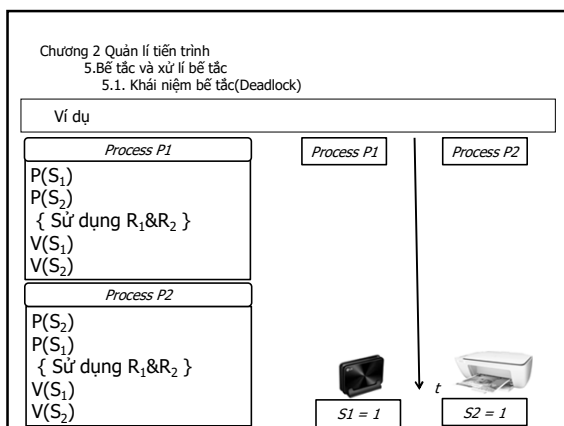 Chương 2 Quản lí tiến trình
5.Bế tắc và xử lí bế tắc
5.1. Khái niệm bế tắc(Deadlock)
Ví dụ
Process P1
P(S₁)
P(S₂)
{ Sử dụng R₁&R₂ }
V(S₁)
V(S₂)
Process P2
P(S₂)
P(S₁)
{ Sử dụng R₁&R₂ }
V(S₁)
V(S₂)
Process P1
Process P2
t
S1 = 1
S2 = 1